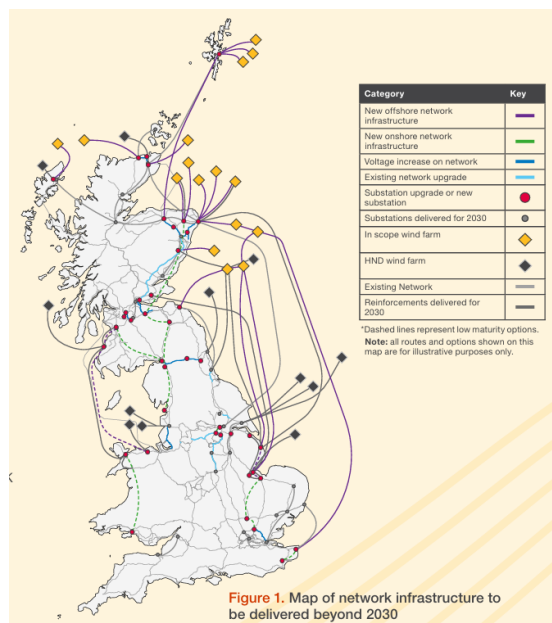 Category Key
New offshore network
infrastructure
New onshore network
infrastructure
Voltage increase on network
Existing network upgrade
Substation upgrade or new
substation
Substations delivered for 2030
In scope wind farm
HND wind farm
Existing Network
Reinforcements delivered for
2030
*Dashed lines represent low maturity options.
Note: all routes and options shown on this
map are for illustrative purposes only.
Figure 1. Map of network infrastructure to
be delivered beyond 2030